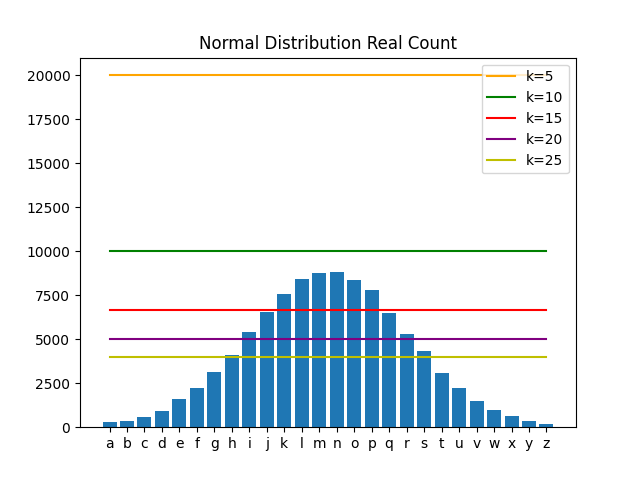 Normal Distribution Real Count
20000
17500
15000
12500
10000
7500
5000
2500
0
k=5
k=10
k=15
k=20
k=25
a b c d e f g h i j k l m n o p q r s t u v w x y z